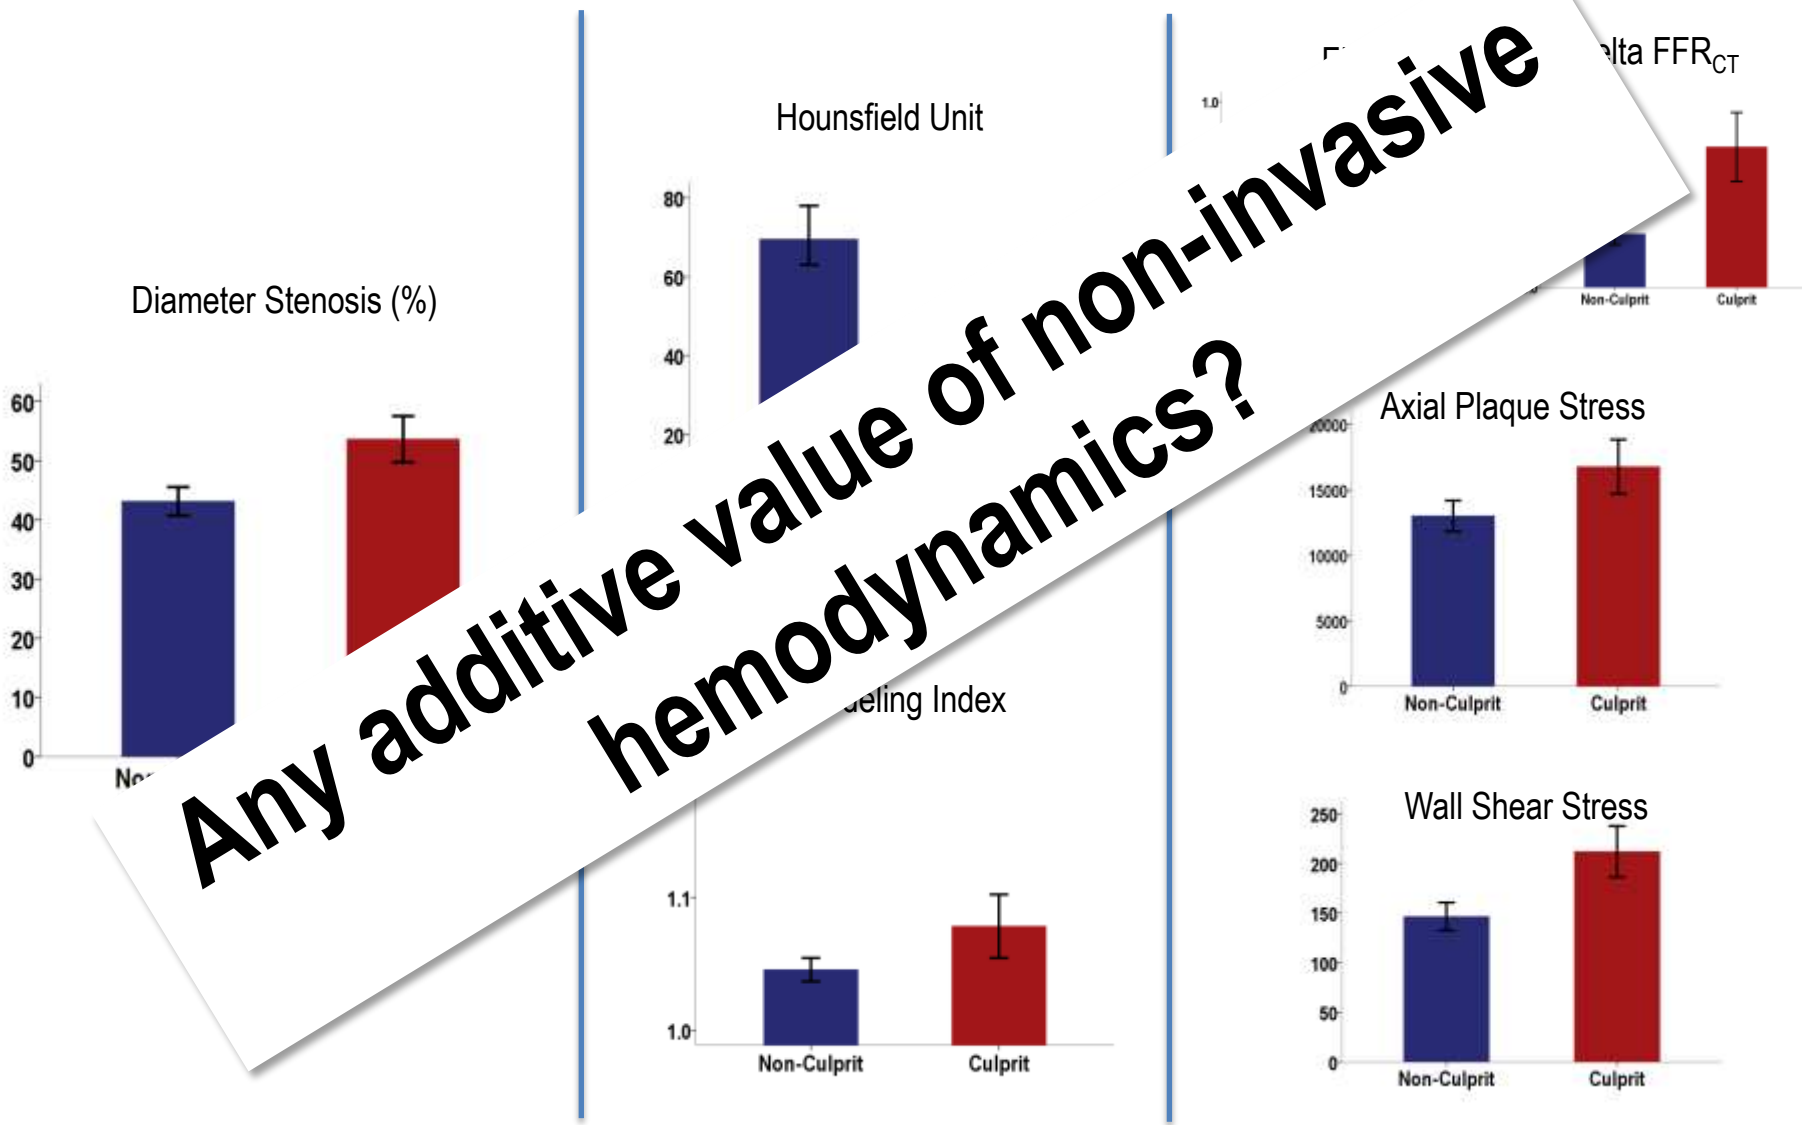 Diameter Stenosis (%)
60
50
40
30
20
10
0
Hounsfield Unit
80
60
40
20
Index
1.1
1.0
Non-Culprit Culprit
FFRCT
1.0
Non-Culprit Culprit
Axial Plaque Stress
20000
15000
10000
5000
0
Non-Culprit Culprit
Wall Shear Stress
250
200
150
100
50
0
Non-Culprit Culprit
Any additive value of non-invasive
hemodynamics?